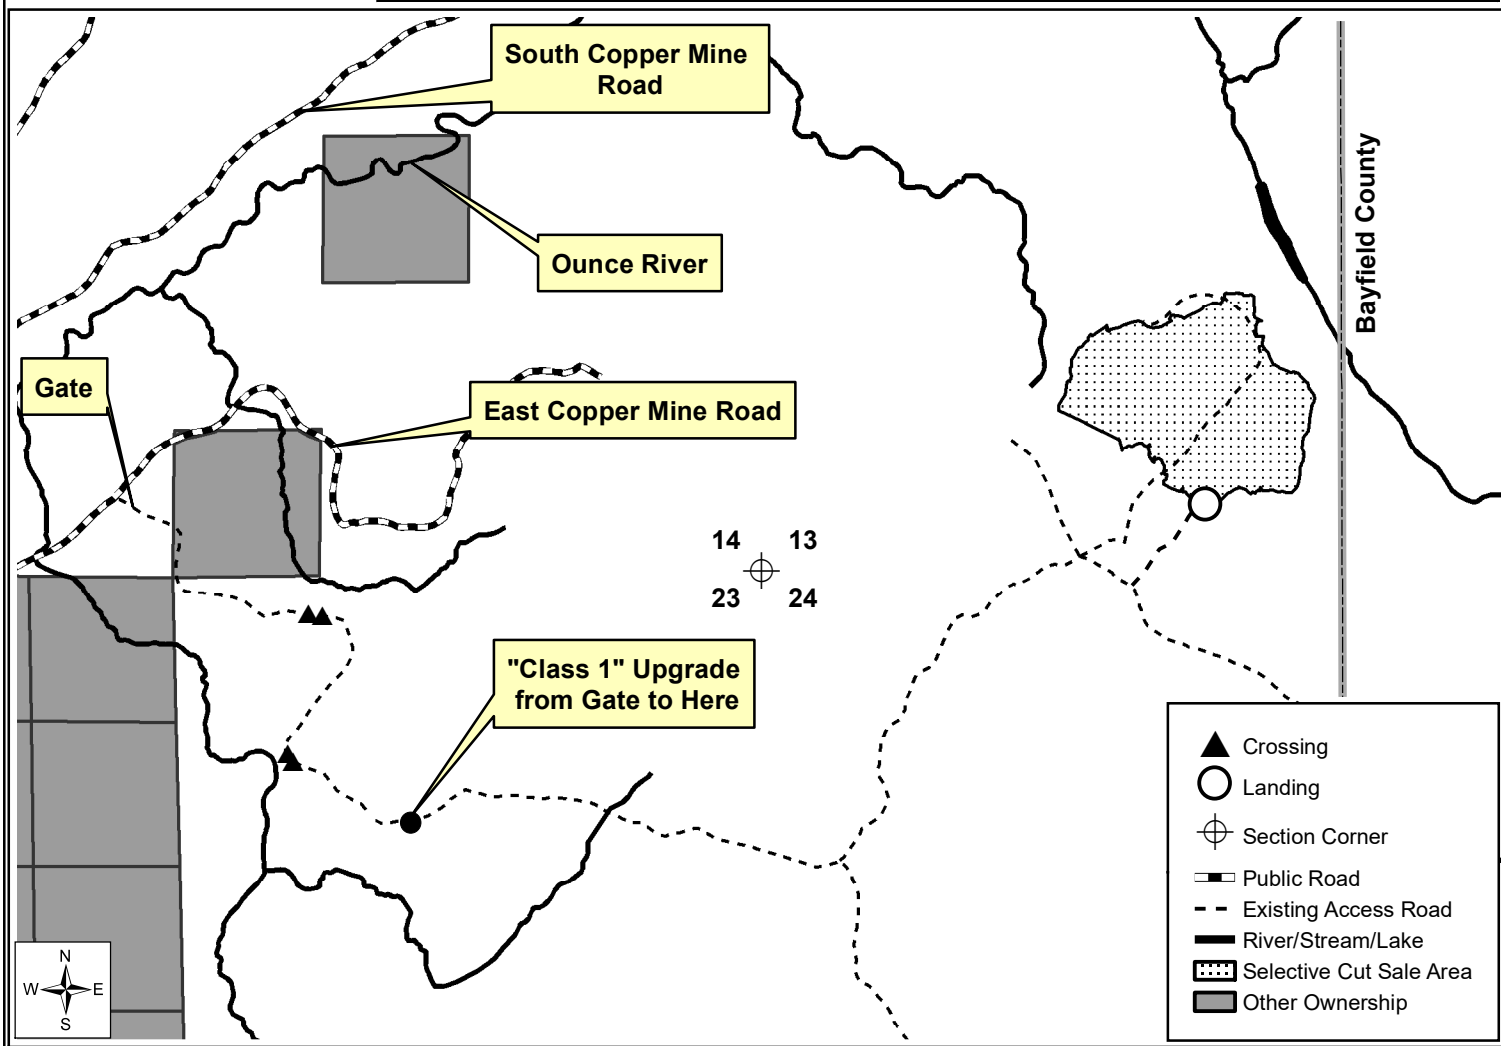 South Copper Mine
Road
Bayfield County
Ounce River
Gate
East Copper Mine Road
14 13
23 24
"Class 1" Upgrade
from Gate to Here
Crossing
Landing
Section Corner
Public Road
Existing Access Road
River/Stream/Lake
Selective Cut Sale Area
Other Ownership
N
W E
S